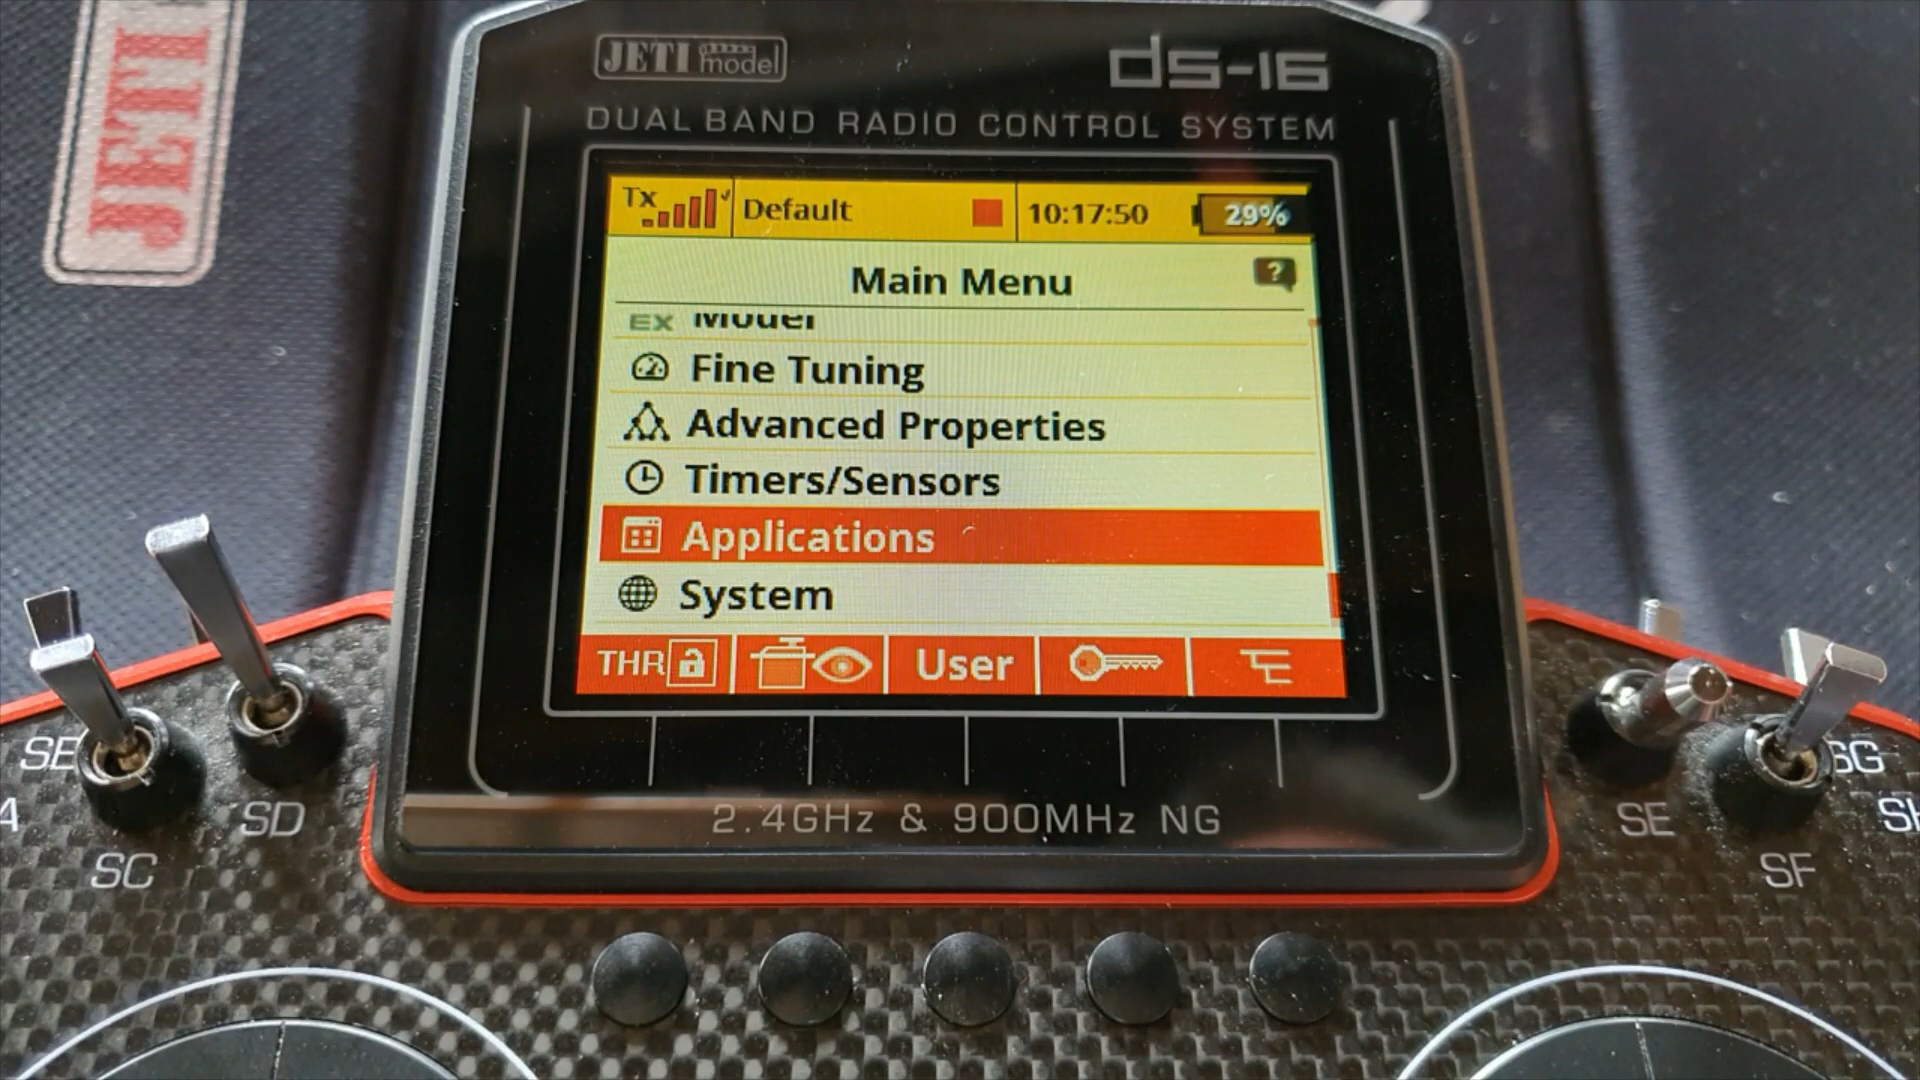 JETI
JETI model
ds-16
DUAL BAND RADIO CONTROL SYSTEM
Tx Default 10:17:50 29%
Main Menu ?
EX Model
Fine Tuning
Advanced Properties
Timers/Sensors
Applications
System
THR User
2.4GHz & 900MHz NG
SD
SC
SE
SG
SF